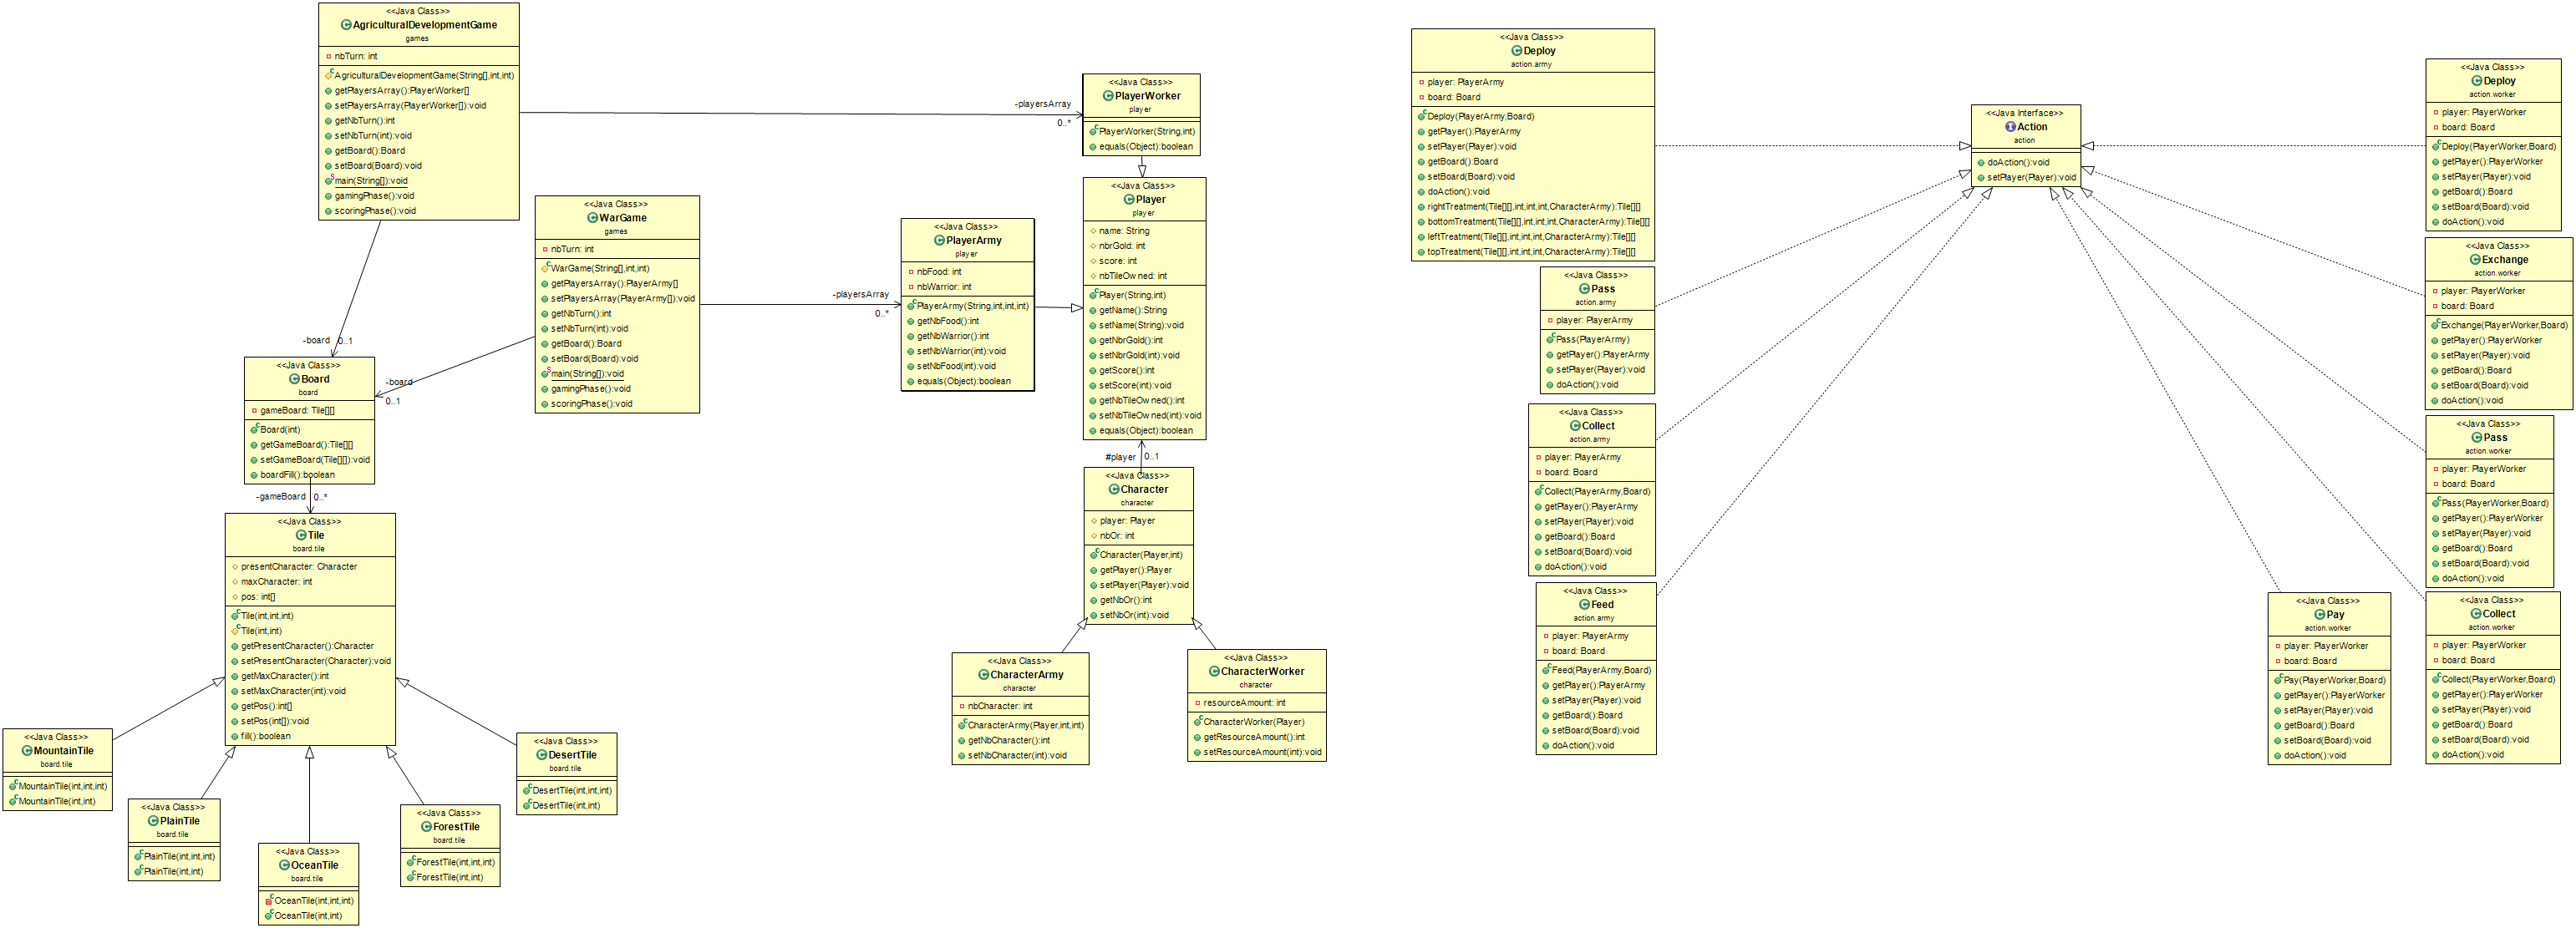 <<Java Class>>
AgriculturalDevelopmentGame
games
nbTurn: int
AgriculturalDevelopmentGame(String[],int,int)
getPlayersArray():PlayerWorker[]
setPlayersArray(PlayerWorker[]):void
getNbTurn():int
setNbTurn(int):void
getBoard():Board
setBoard(Board):void
main(String[]):void
gamingPhase():void
scoringPhase():void
-playersArray
0..*
-board
0..1
<<Java Class>>
WarGame
games
nbTurn: int
WarGame(String[],int,int)
getPlayersArray():PlayerArmy[]
setPlayersArray(PlayerArmy[]):void
getNbTurn():int
setNbTurn(int):void
getBoard():Board
setBoard(Board):void
main(String[]):void
gamingPhase():void
scoringPhase():void
-playersArray
0..*
-board
0..1
<<Java Class>>
Board
board
gameBoard: Tile[][]
Board(int)
getGameBoard():Tile[][]
setGameBoard(Tile[][]):void
boardFill():boolean
-gameBoard
0..*
<<Java Class>>
Tile
board.tile
presentCharacter: Character
maxCharacter: int
pos: int[]
Tile(int,int,int)
Tile(int,int)
getPresentCharacter():Character
setPresentCharacter(Character):void
getMaxCharacter():int
setMaxCharacter(int):void
getPos():int[]
setPos(int[]):void
fill():boolean
<<Java Class>>
MountainTile
board.tile
MountainTile(int,int,int)
MountainTile(int,int)
<<Java Class>>
PlainTile
board.tile
PlainTile(int,int,int)
PlainTile(int,int)
<<Java Class>>
OceanTile
board.tile
OceanTile(int,int,int)
OceanTile(int,int)
<<Java Class>>
ForestTile
board.tile
ForestTile(int,int,int)
ForestTile(int,int)
<<Java Class>>
DesertTile
board.tile
DesertTile(int,int,int)
DesertTile(int,int)
<<Java Class>>
PlayerWorker
player
PlayerWorker(String,int)
equals(Object):boolean
<<Java Class>>
PlayerArmy
player
nbFood: int
nbWarrior: int
PlayerArmy(String,int,int,int)
getNbFood():int
getNbWarrior():int
setNbWarrior(int):void
setNbFood(int):void
equals(Object):boolean
<<Java Class>>
Player
player
name: String
nbrGold: int
score: int
nbTileOwned: int
Player(String,int)
getName():String
setName(String):void
getNbrGold():int
setNbrGold(int):void
getScore():int
setScore(int):void
getNbTileOwned():int
setNbTileOwned(int):void
equals(Object):boolean
#player
0..1
<<Java Class>>
Character
character
player: Player
nbOr: int
Character(Player,int)
getPlayer():Player
setPlayer(Player):void
getNbOr():int
setNbOr(int):void
<<Java Class>>
CharacterArmy
character
nbCharacter: int
CharacterArmy(Player,int,int)
getNbCharacter():int
setNbCharacter(int):void
<<Java Class>>
CharacterWorker
character
resourceAmount: int
CharacterWorker(Player)
getResourceAmount():int
setResourceAmount(int):void
<<Java Class>>
Deploy
action.army
player: PlayerArmy
board: Board
Deploy(PlayerArmy,Board)
getPlayer():PlayerArmy
setPlayer(Player):void
getBoard():Board
setBoard(Board):void
doAction():void
rightTreatment(Tile[][],int,int,int,CharacterArmy):Tile[][]
bottomTreatment(Tile[][],int,int,int,CharacterArmy):Tile[][]
leftTreatment(Tile[][],int,int,int,CharacterArmy):Tile[][]
topTreatment(Tile[][],int,int,int,CharacterArmy):Tile[][]
<<Java Class>>
Pass
action.army
player: PlayerArmy
Pass(PlayerArmy)
getPlayer():PlayerArmy
setPlayer(Player):void
doAction():void
<<Java Class>>
Collect
action.army
player: PlayerArmy
board: Board
Collect(PlayerArmy,Board)
getPlayer():PlayerArmy
setPlayer(Player):void
getBoard():Board
setBoard(Board):void
doAction():void
<<Java Class>>
Feed
action.army
player: PlayerArmy
board: Board
Feed(PlayerArmy,Board)
getPlayer():PlayerArmy
setPlayer(Player):void
getBoard():Board
setBoard(Board):void
doAction():void
<<Java Interface>>
Action
action
doAction():void
setPlayer(Player):void
<<Java Class>>
Deploy
action.worker
player: PlayerWorker
board: Board
Deploy(PlayerWorker,Board)
getPlayer():PlayerWorker
setPlayer(Player):void
getBoard():Board
setBoard(Board):void
doAction():void
<<Java Class>>
Exchange
action.worker
player: PlayerWorker
board: Board
Exchange(PlayerWorker,Board)
getPlayer():PlayerWorker
setPlayer(Player):void
getBoard():Board
setBoard(Board):void
doAction():void
<<Java Class>>
Pass
action.worker
player: PlayerWorker
board: Board
Pass(PlayerWorker,Board)
getPlayer():PlayerWorker
setPlayer(Player):void
getBoard():Board
setBoard(Board):void
doAction():void
<<Java Class>>
Pay
action.worker
player: PlayerWorker
board: Board
Pay(PlayerWorker,Board)
getPlayer():PlayerWorker
setPlayer(Player):void
getBoard():Board
setBoard(Board):void
doAction():void
<<Java Class>>
Collect
action.worker
player: PlayerWorker
board: Board
Collect(PlayerWorker,Board)
getPlayer():PlayerWorker
setPlayer(Player):void
getBoard():Board
setBoard(Board):void
doAction():void